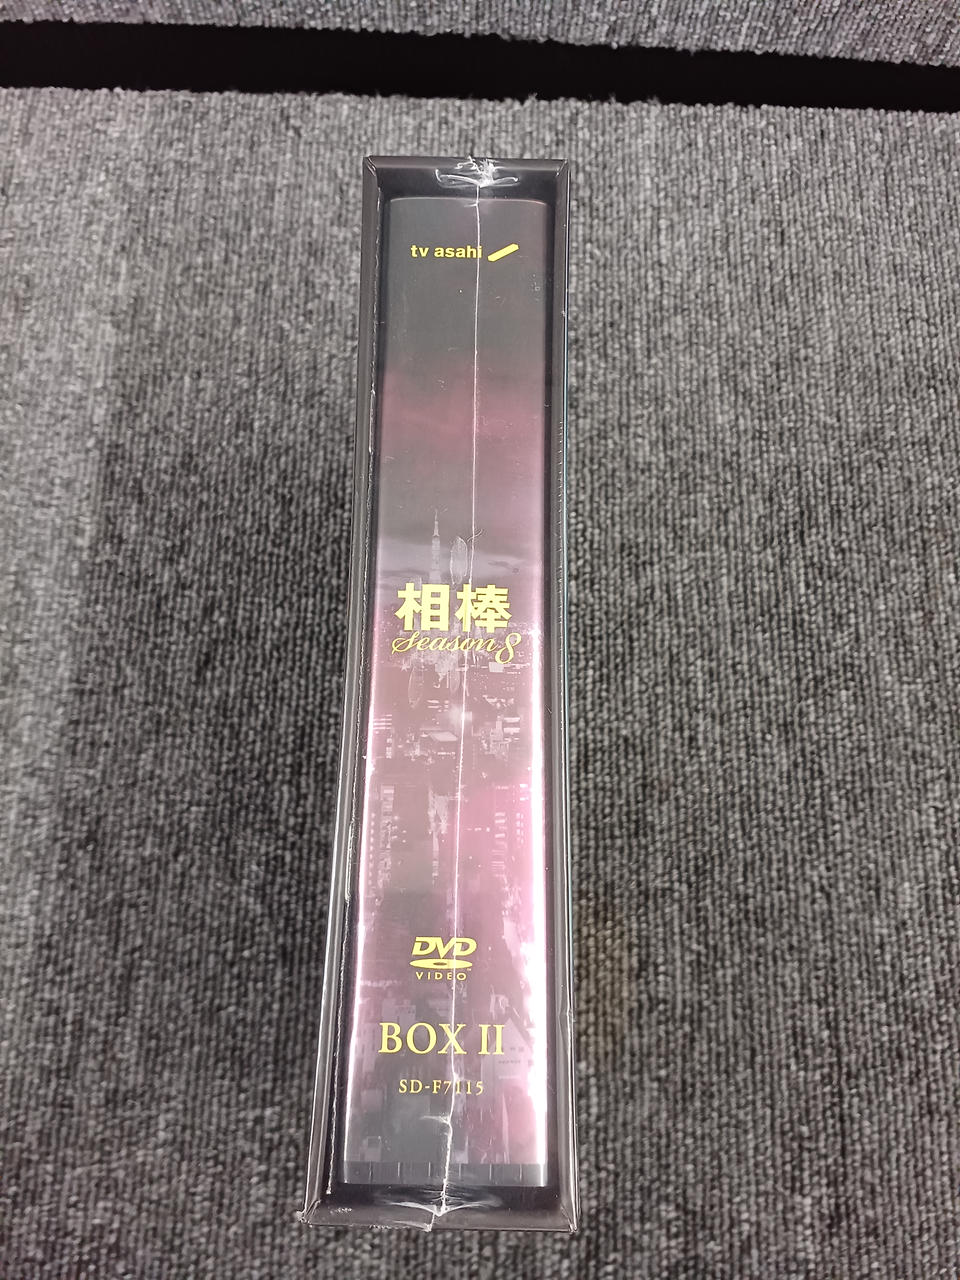 tv asahi
相棒
Season 8
DVD
VIDEO
BOX II
SD-F7115